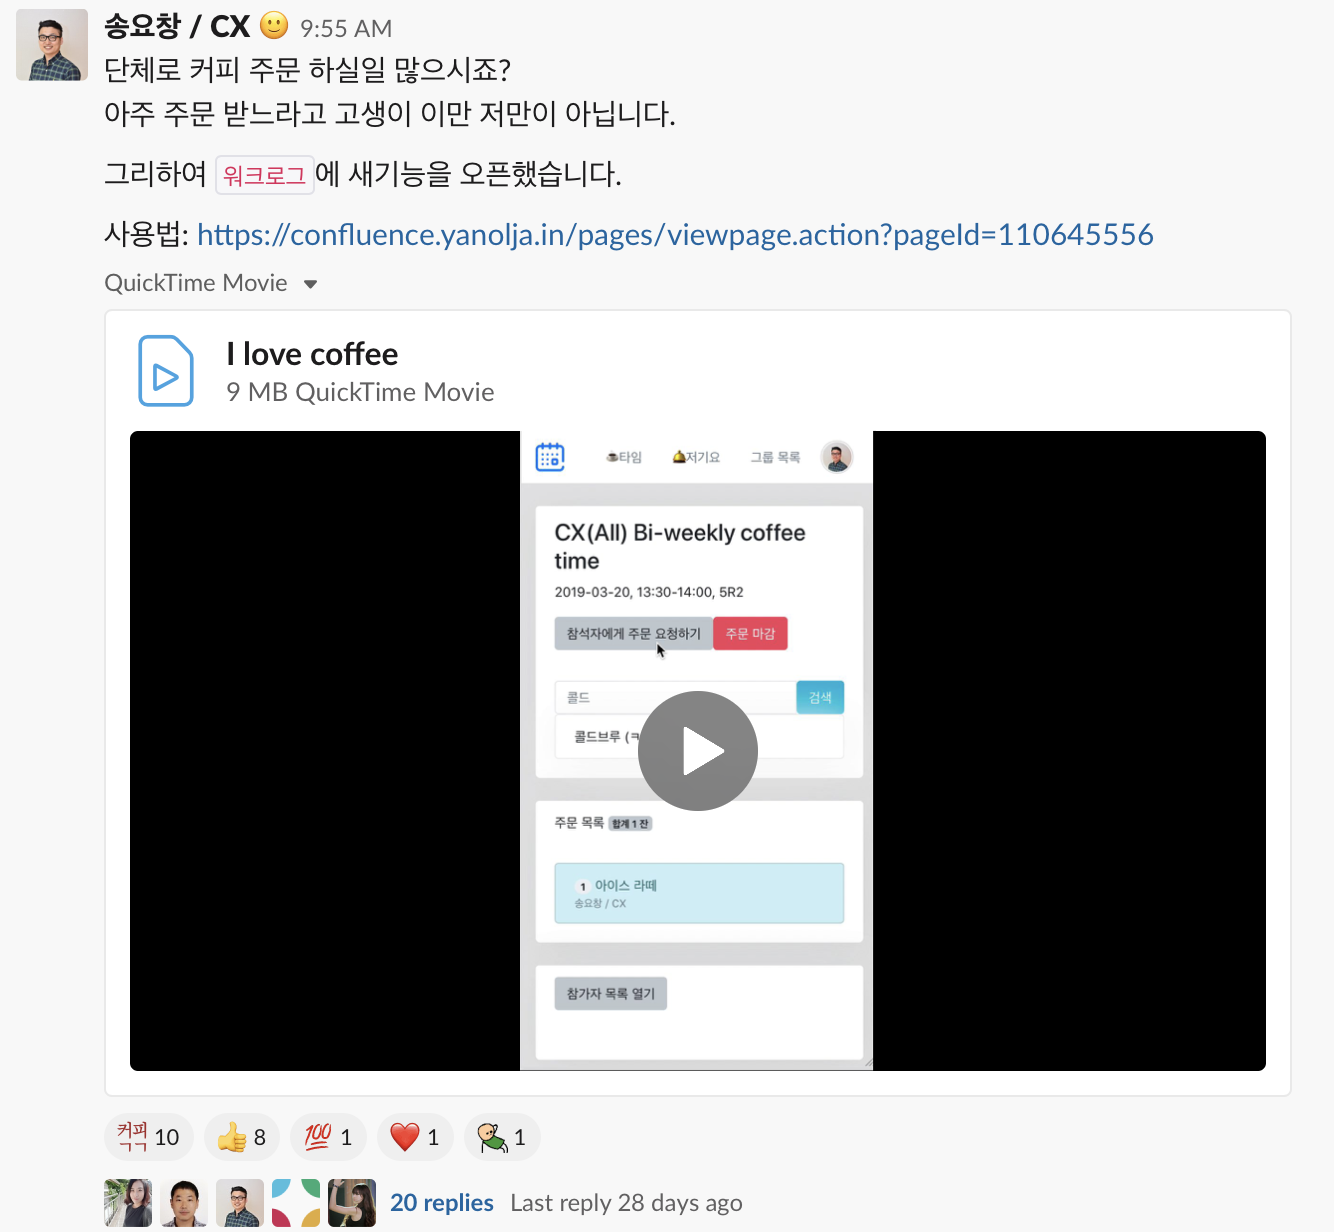 송요창 / CX 9:55 AM
단체로 커피 주문 하실일 많으시죠?
아주 주문 받느라고 고생이 이만 저만이 아닙니다.
그리하여 워크로그에 새기능을 오픈했습니다.
사용법: https://confluence.yanolja.in/pages/viewpage.action?pageId=110645556
QuickTime Movie
I love coffee
9 MB QuickTime Movie
타임 저기요 그룹 목록
CX(All) Bi-weekly coffee
time
2019-03-20, 13:30-14:00, 5R2
참석자에게 주문 요청하기 주문 마감
콜드 검색
콜드브루
주문 목록 합계 1 잔
1 아이스 라떼
송요창 / CX
참가자 목록 열기
커피ㄱㄱ 10 8 100 1 1 1
20 replies Last reply 28 days ago